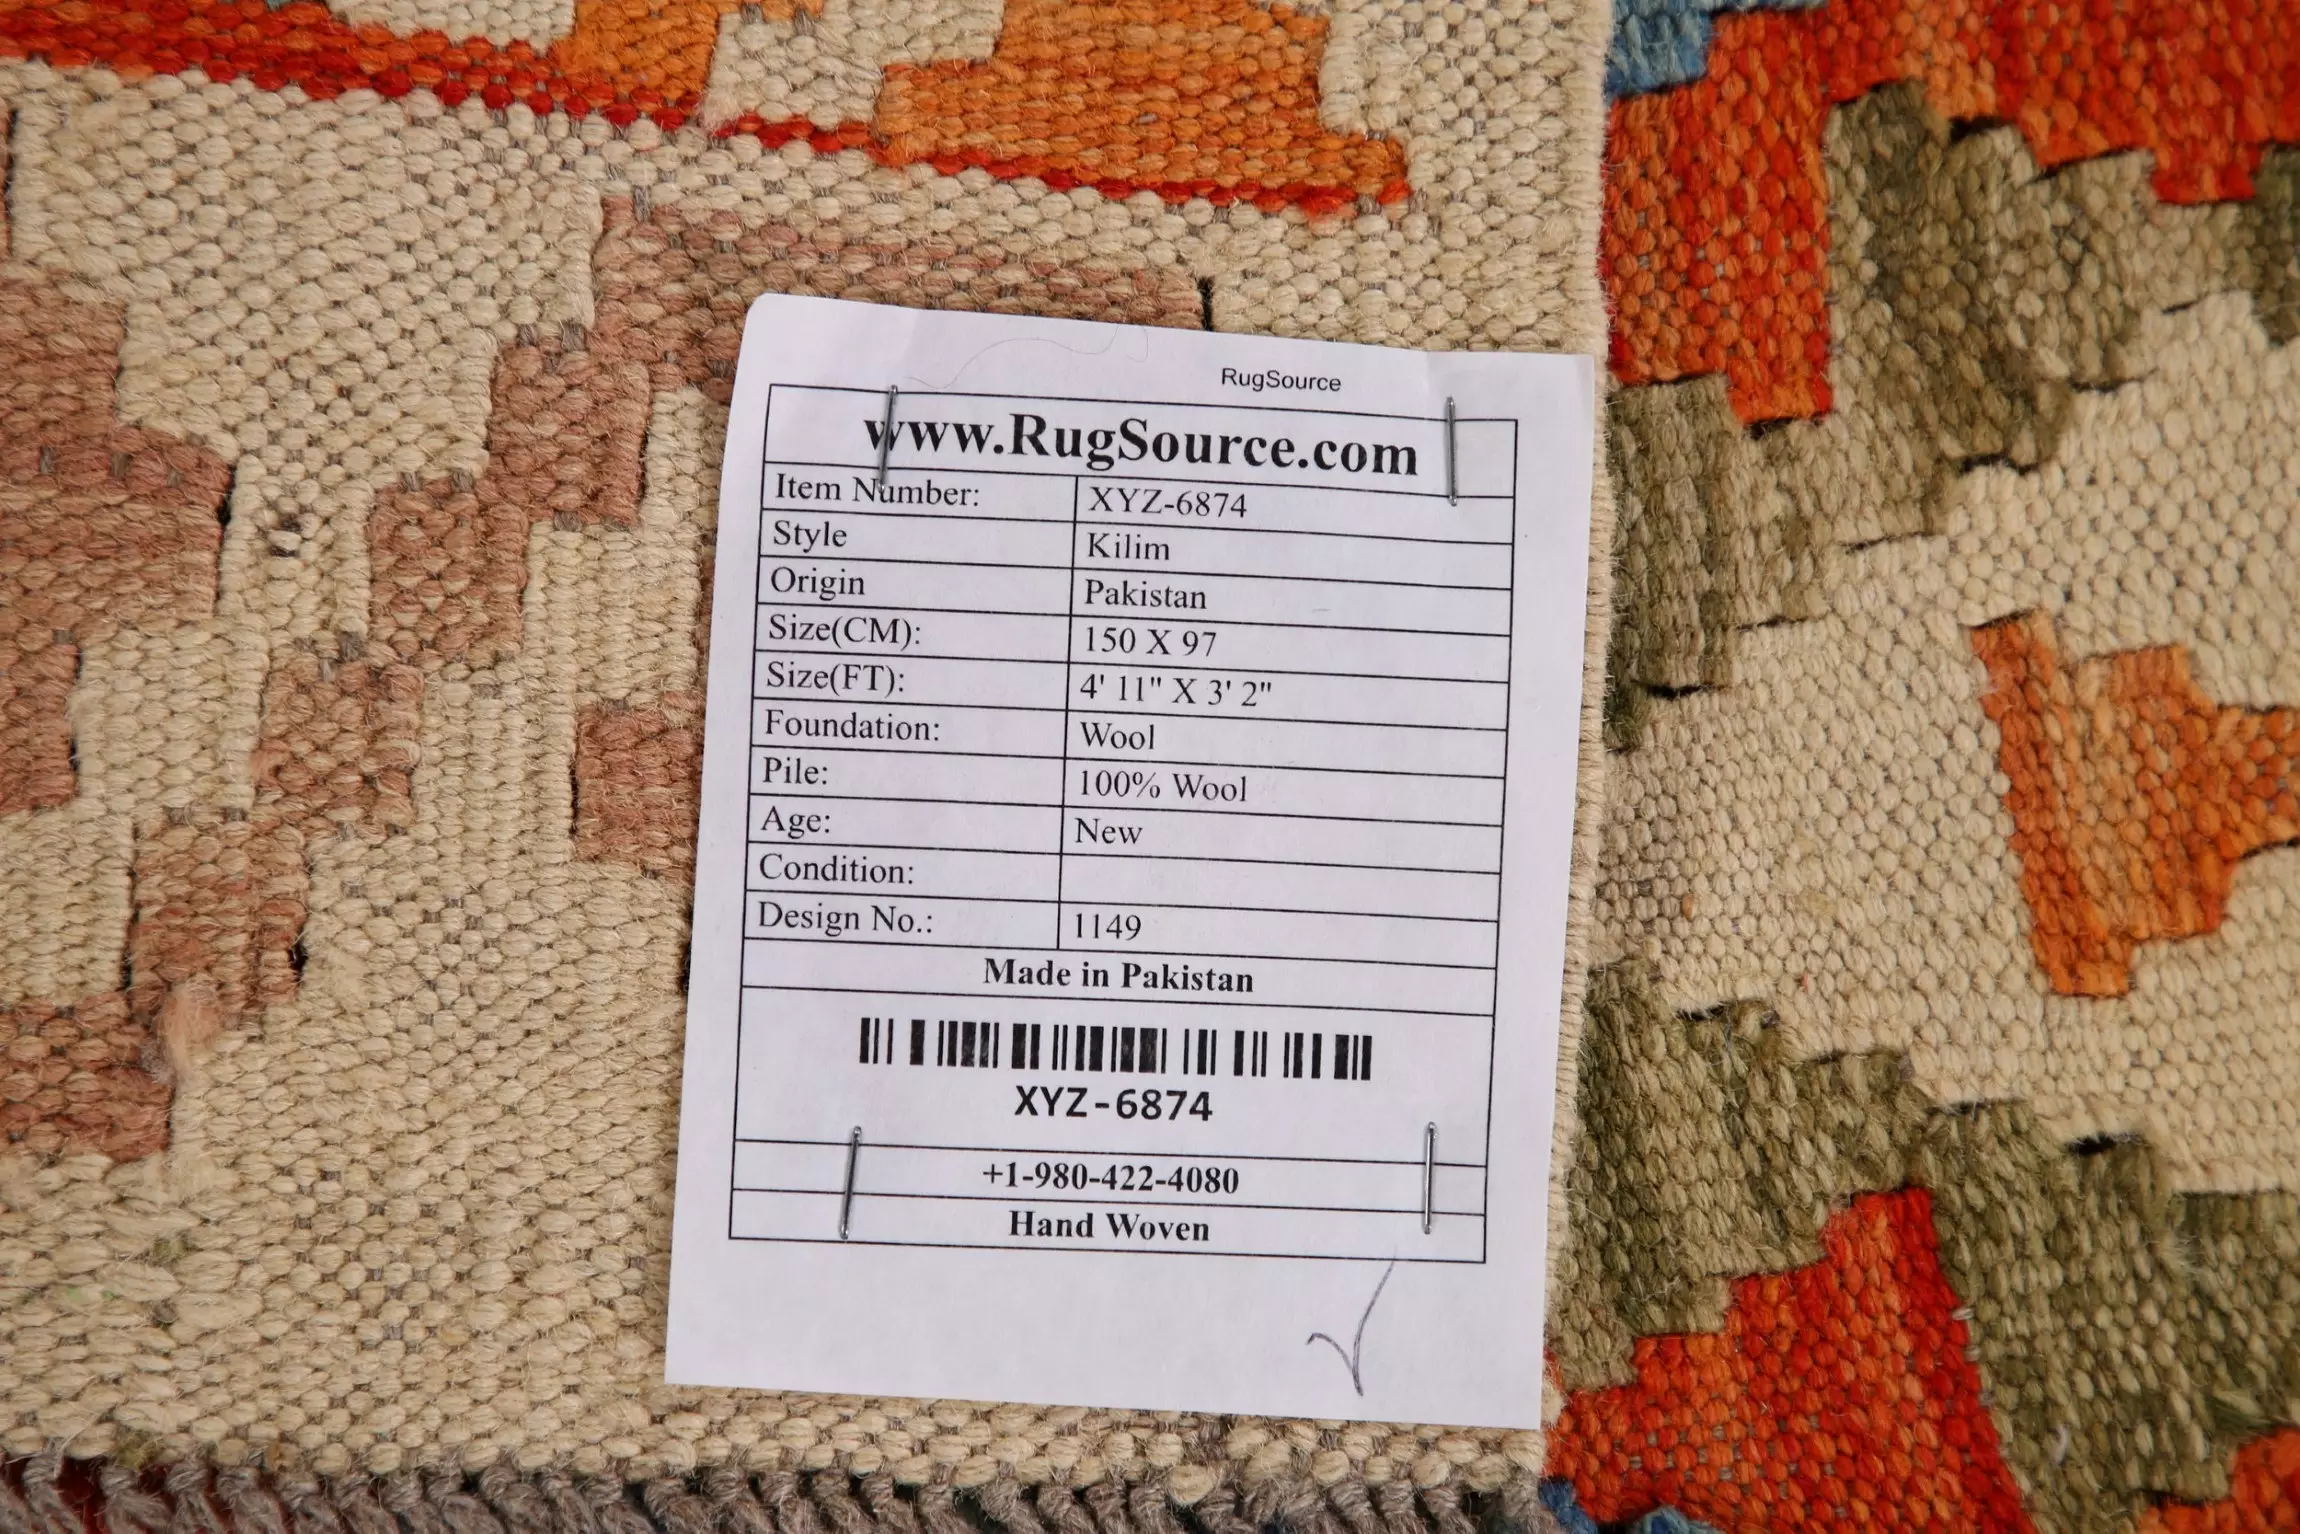 RugSource
www.RugSource.com
Item Number: XYZ-6874
Style Kilim
Origin Pakistan
Size(CM): 150 X 97
Size(FT): 4' 11" X 3' 2"
Foundation: Wool
Pile: 100% Wool
Age: New
Condition:
Design No.: 1149
Made in Pakistan
XYZ-6874
+1-980-422-4080
Hand Woven